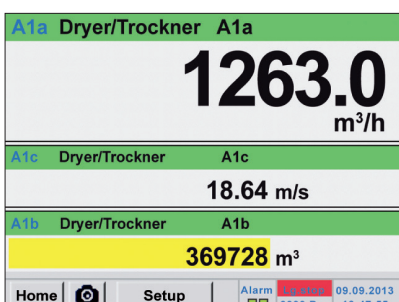 A1a Dryer/Trockner A1a
1263.0
m³/h
A1c Dryer/Trockner A1c
18.64 m/s
A1b Dryer/Trockner A1b
369728 m³
Home Setup Alarm 09.09.2013